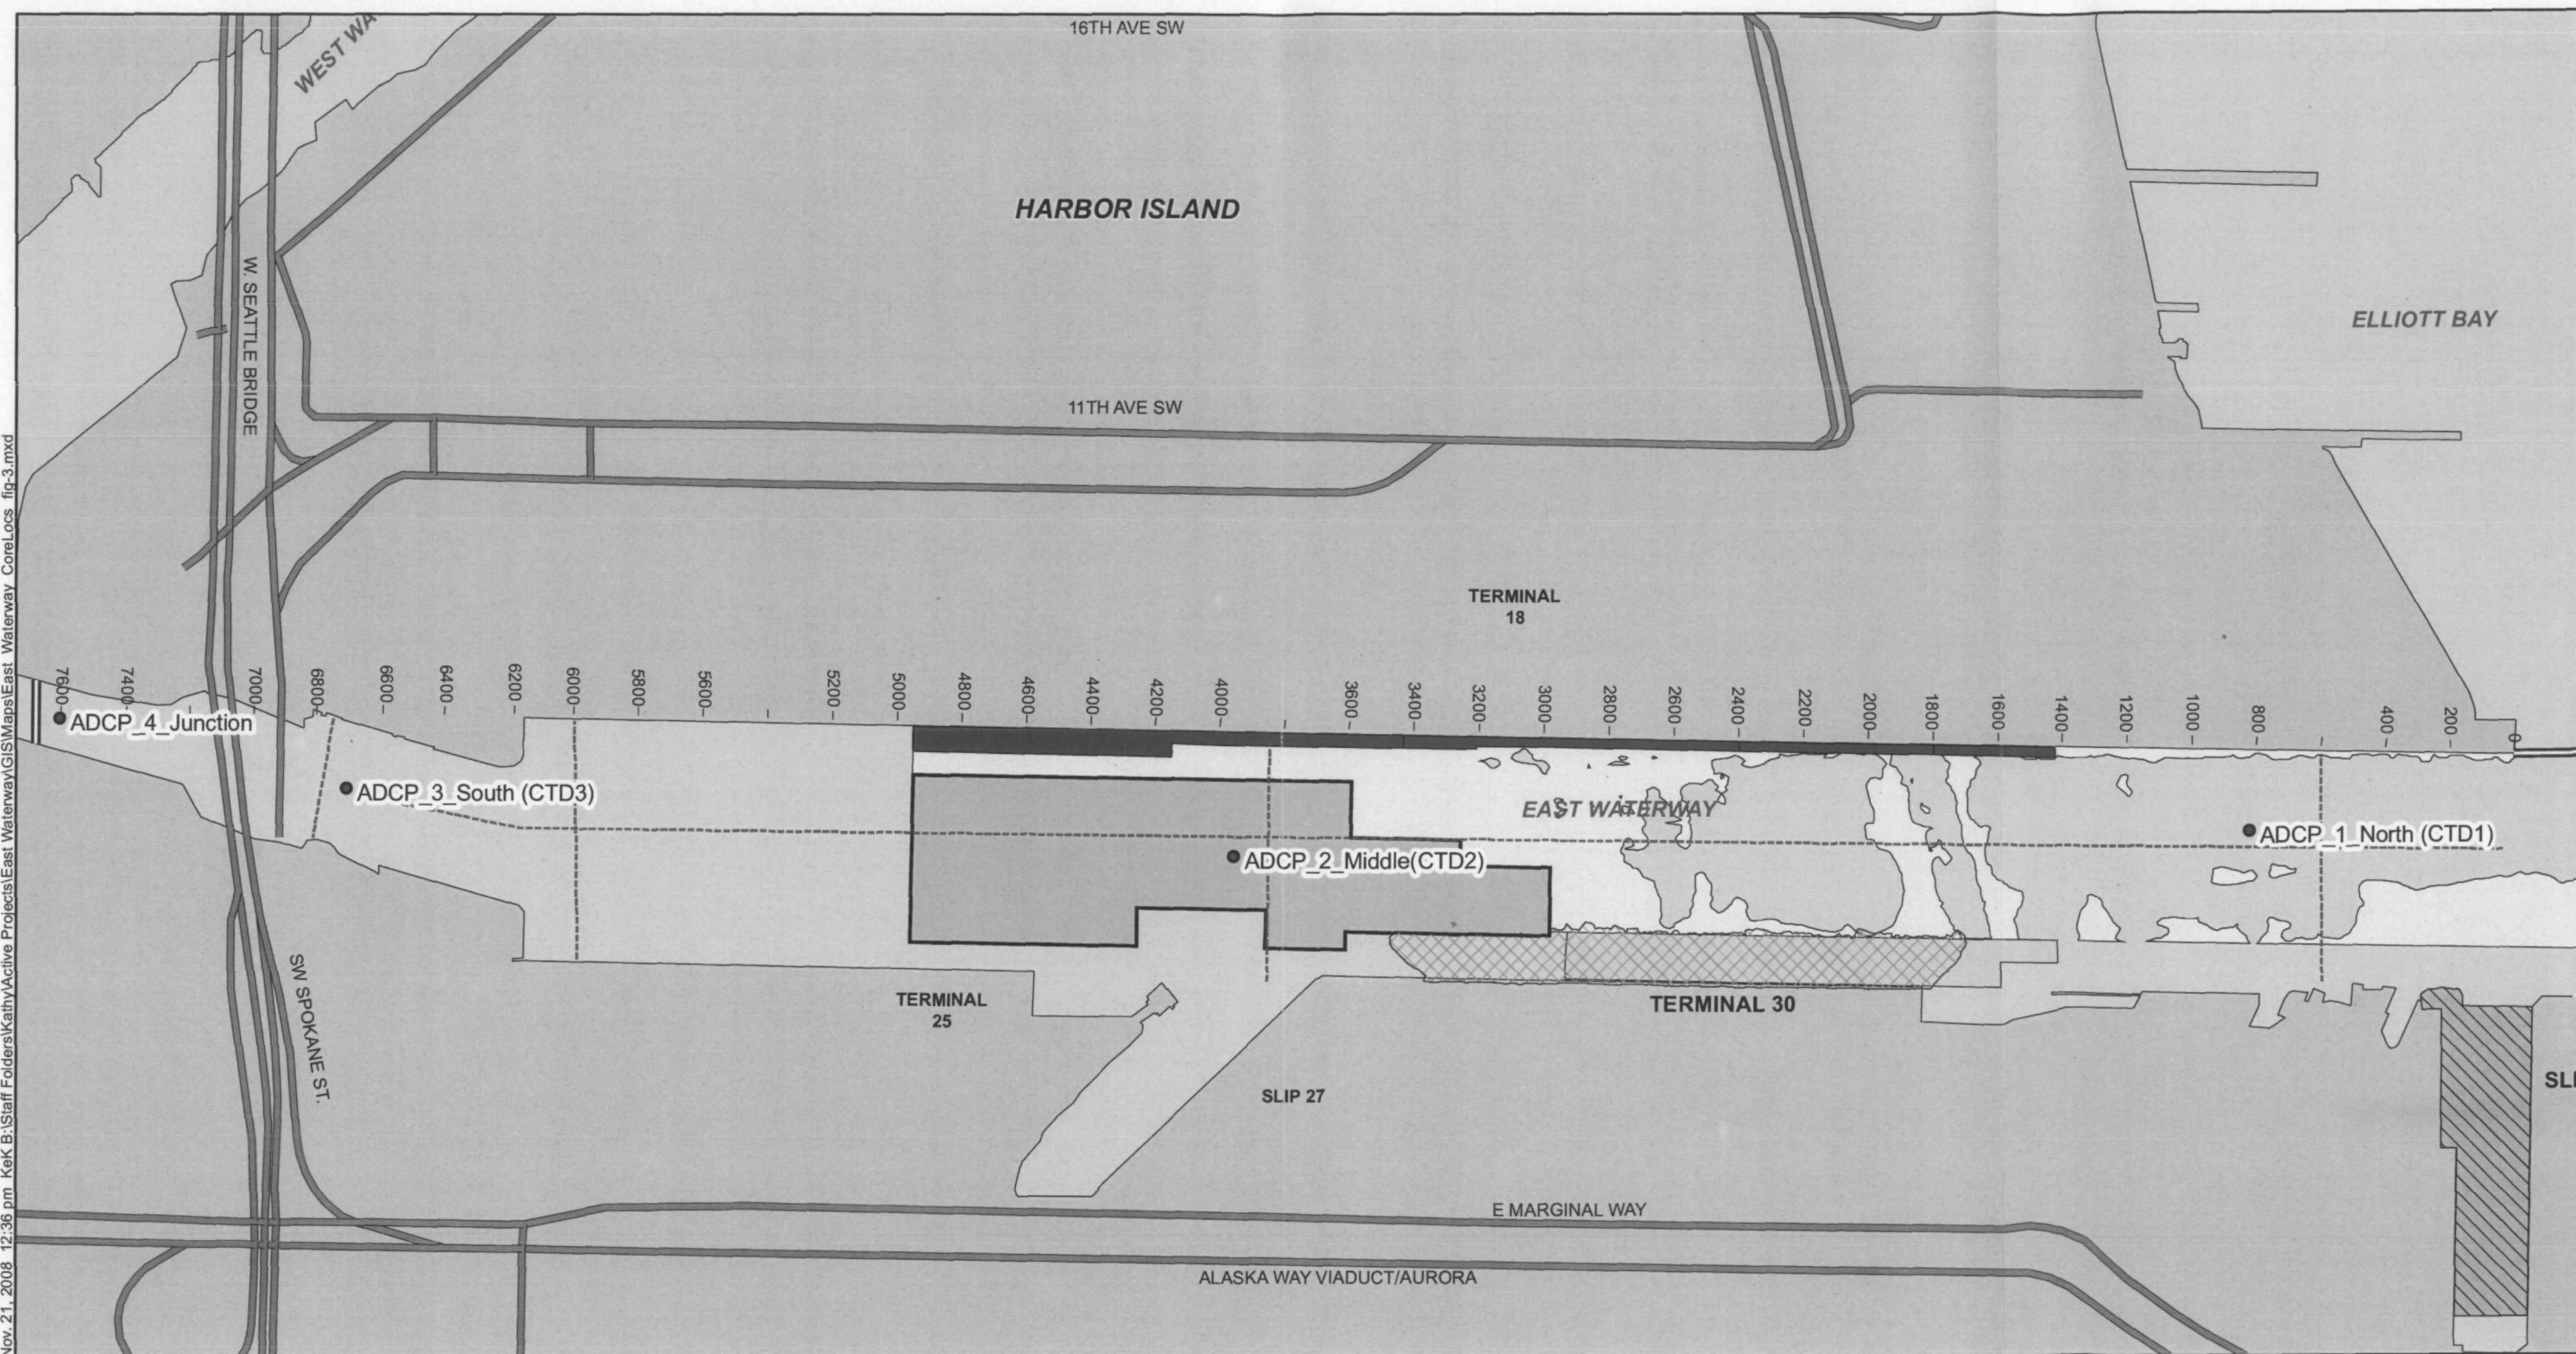 16TH AVE SW
WEST WA
HARBOR ISLAND
ELLIOTT BAY
W. SEATTLE BRIDGE
11TH AVE SW
TERMINAL
18
7600
7400
7000
6800
6600
6400
6200
6000
5800
5600
5200
5000
4800
4600
4400
4200
4000
3600
3400
3200
3000
2800
2600
2400
2200
2000
1800
1600
1400
1200
1000
800
400
200
0
ADCP_4_Junction
ADCP_3_South (CTD3)
EAST WATERWAY
ADCP_1_North (CTD1)
ADCP_2_Middle(CTD2)
SW SPOKANE ST.
TERMINAL
25
TERMINAL 30
SLIP 27
SLI
E MARGINAL WAY
ALASKA WAY VIADUCT/AURORA
Nov. 21, 2008 12:36 pm KeK B:\Staff Folders\Kathy\Active Projects\East Waterway\GIS\Maps\East Waterway CoreLocs fig-3.mxd